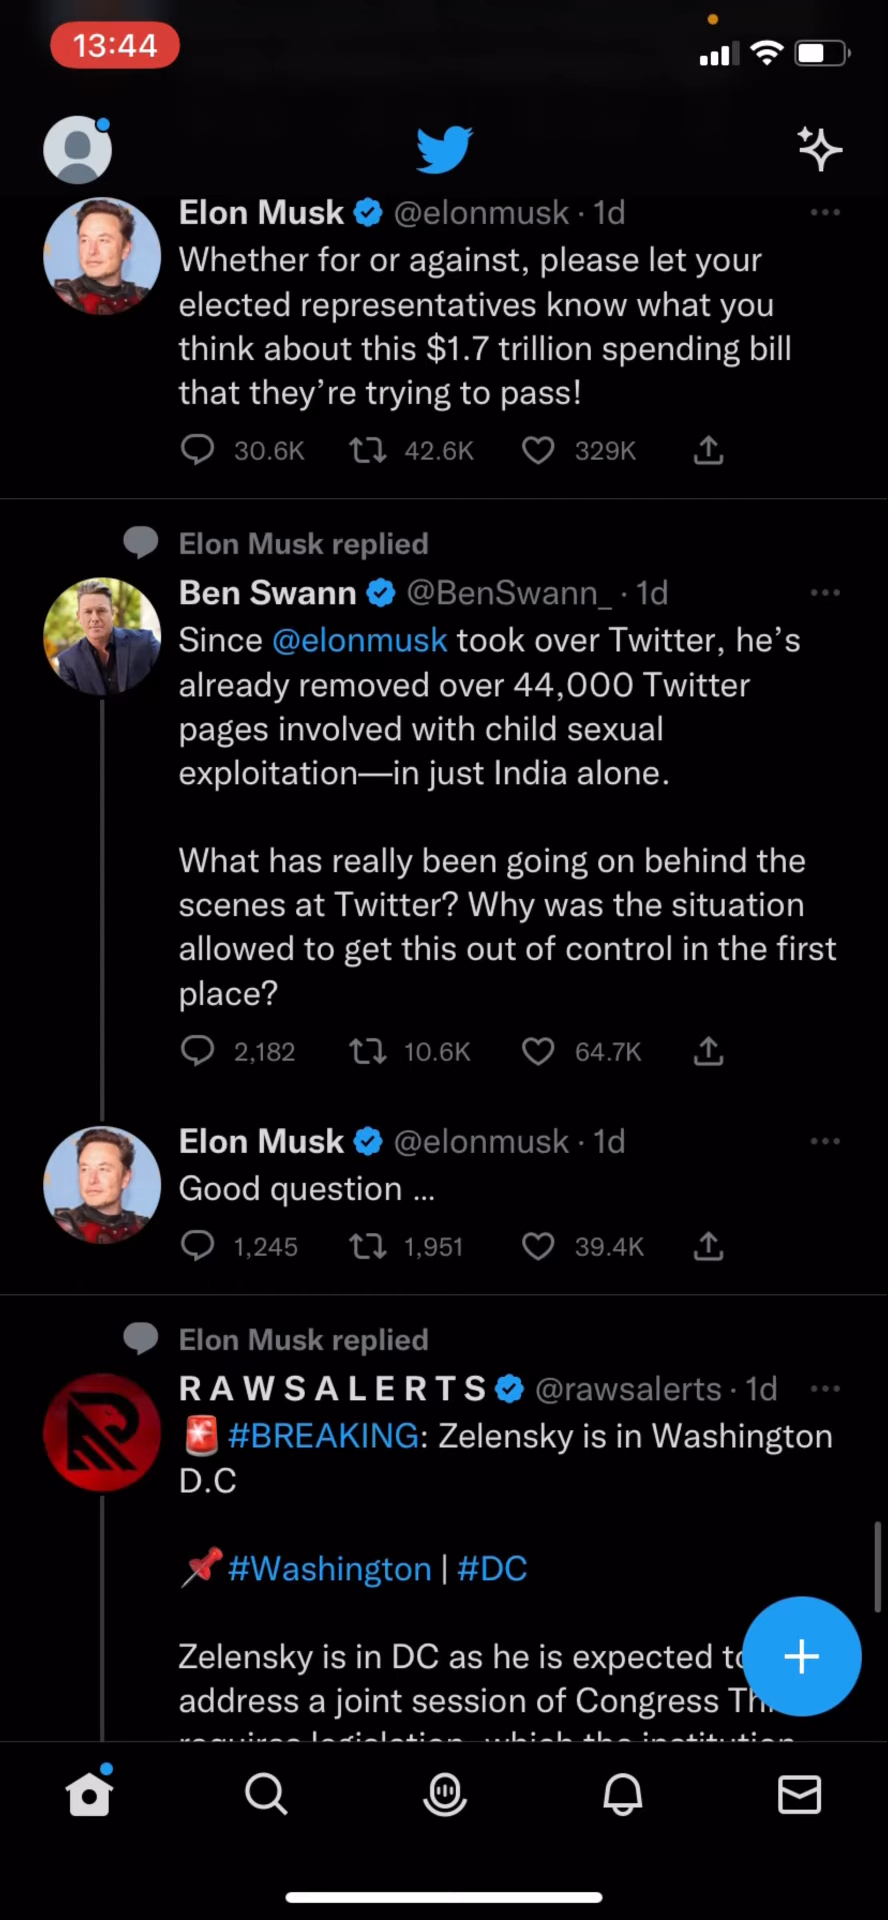 13:44
Elon Musk @elonmusk · 1d
Whether for or against, please let your
elected representatives know what you
think about this $1.7 trillion spending bill
that they’re trying to pass!
30.6K 42.6K 329K
Elon Musk replied
Ben Swann @BenSwann_ · 1d
Since @elonmusk took over Twitter, he’s
already removed over 44,000 Twitter
pages involved with child sexual
exploitation—in just India alone.
What has really been going on behind the
scenes at Twitter? Why was the situation
allowed to get this out of control in the first
place?
2,182 10.6K 64.7K
Elon Musk @elonmusk · 1d
Good question ...
1,245 1,951 39.4K
Elon Musk replied
R A W S A L E R T S @rawsalerts · 1d
🚨 #BREAKING: Zelensky is in Washington
D.C
📌#Washington | #DC
Zelensky is in DC as he is expected
address a joint session of Congress
requires legislation, which the institution